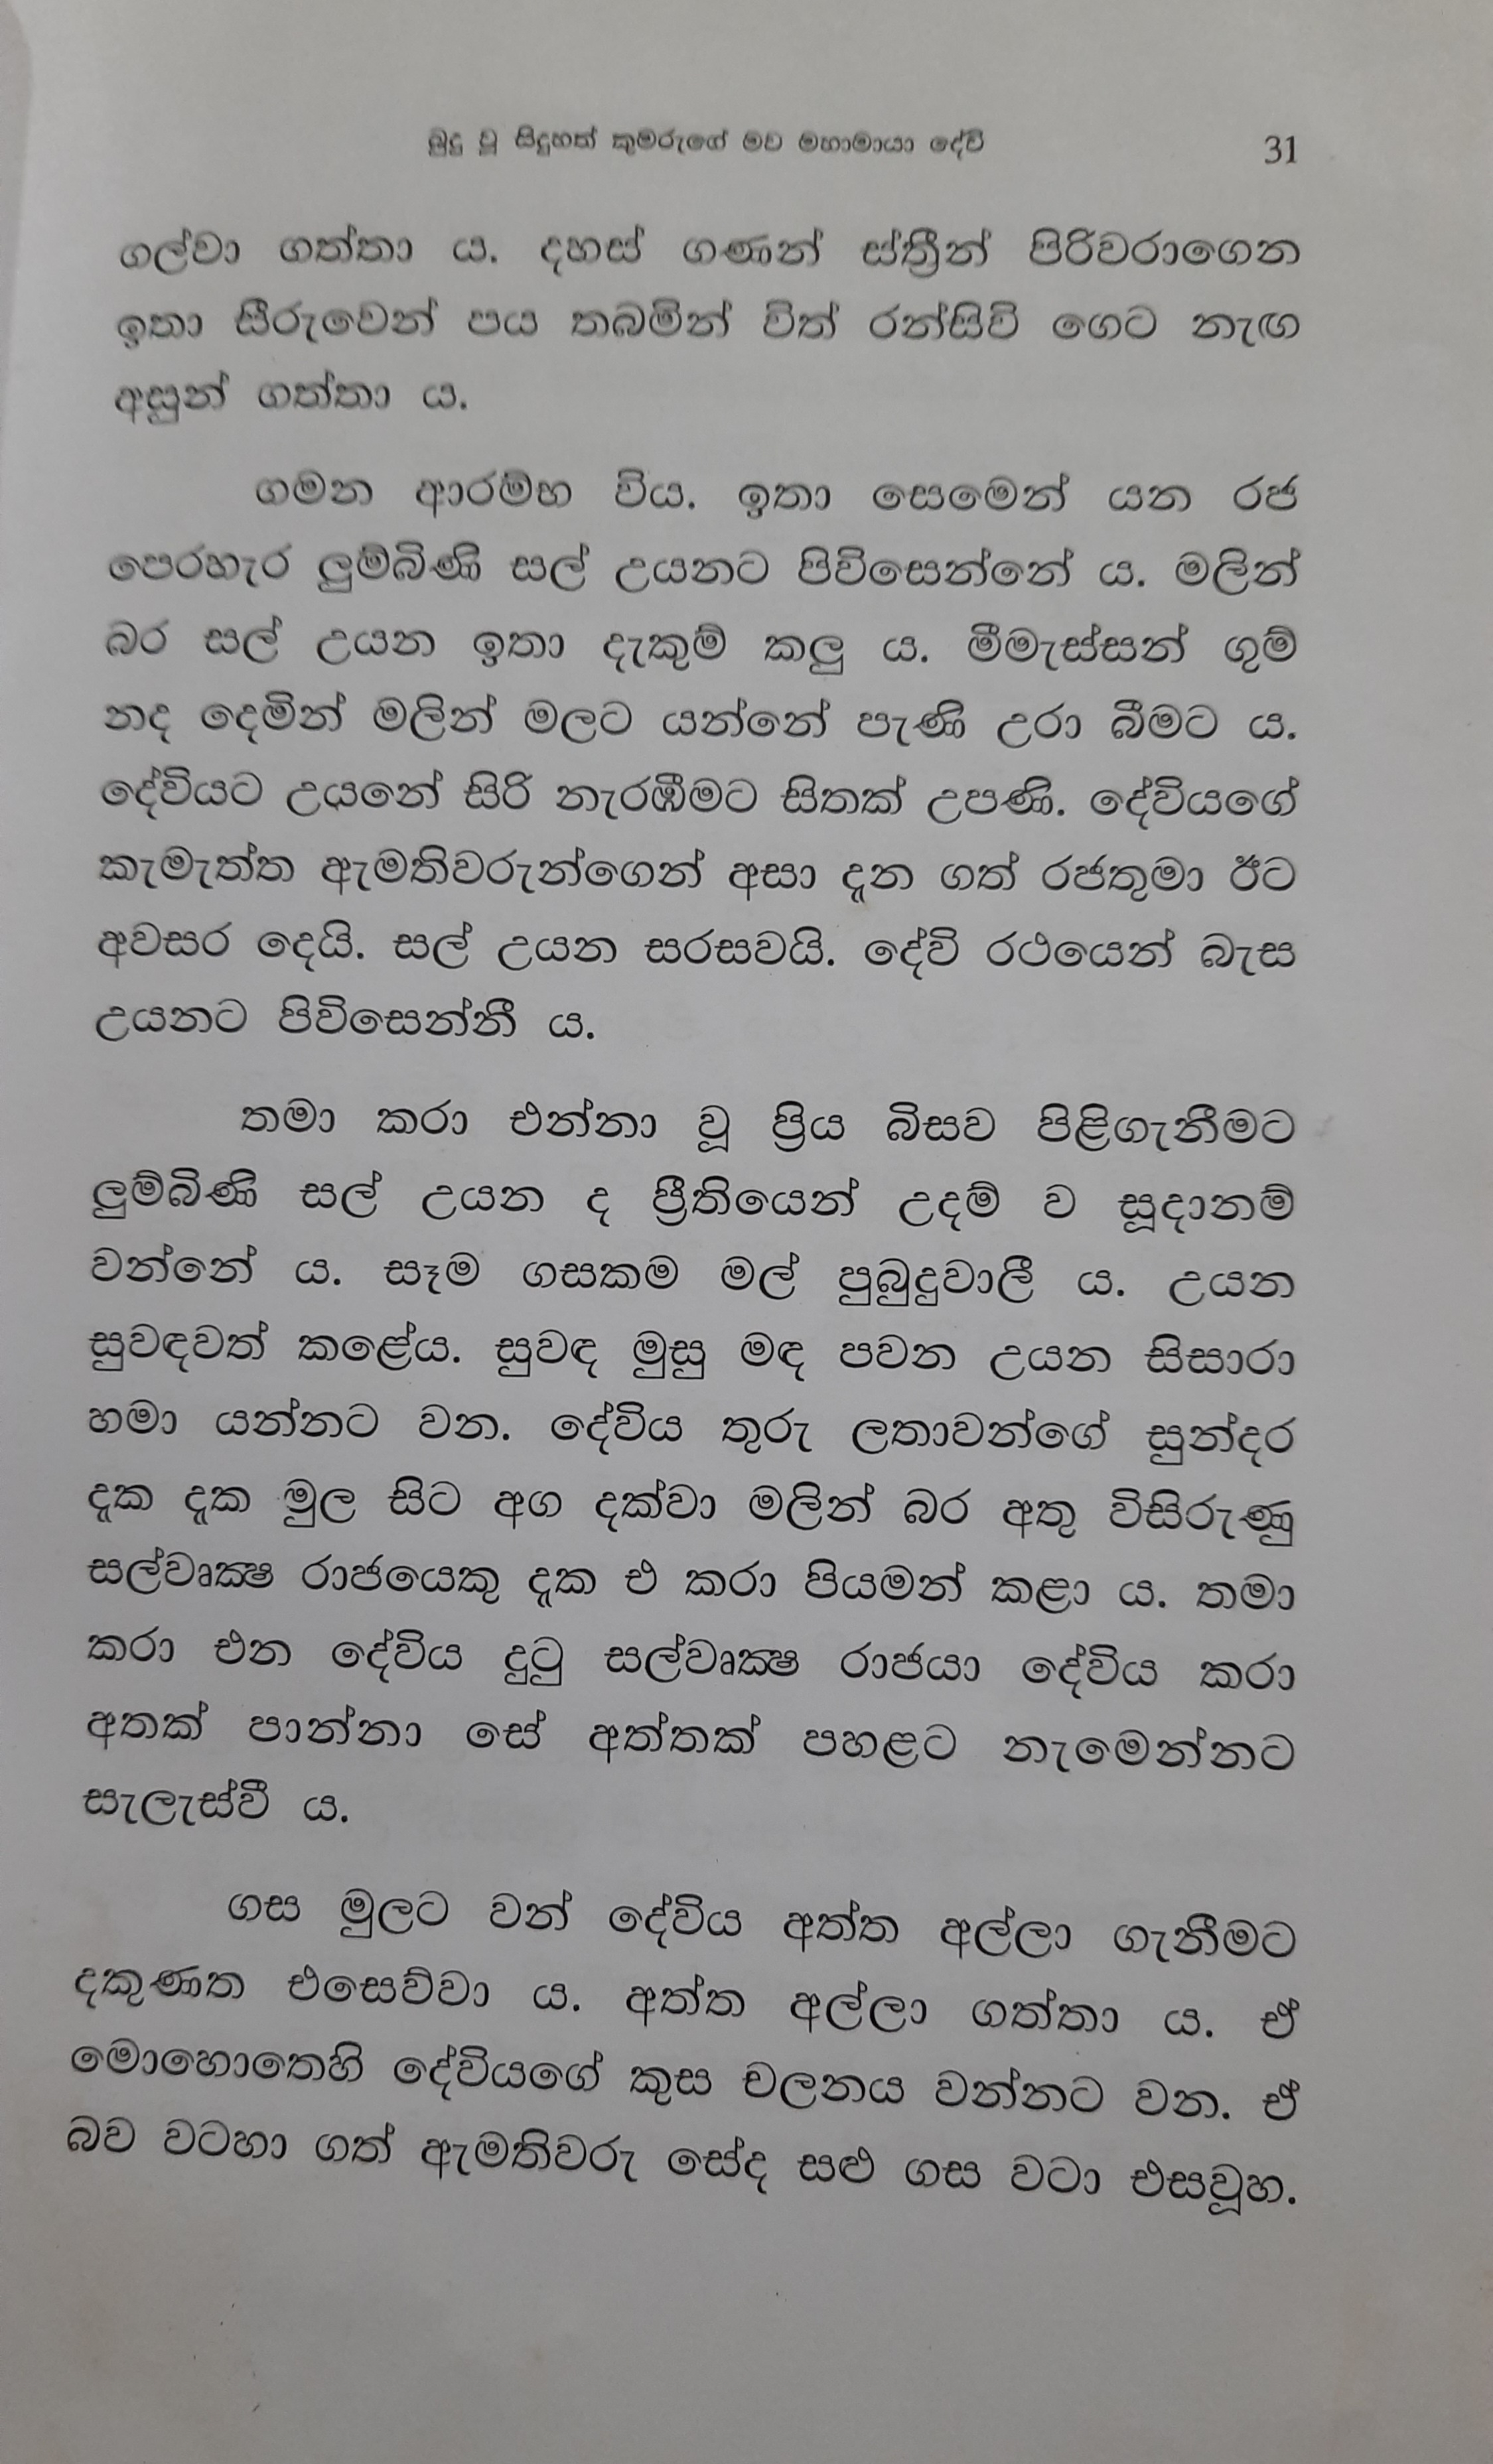 බුදු වූ සිදුහත් කුමරුගේ මව මහාමායා දේවි 31
ගල්වා ගත්තා ය. දහස් ගණන් ස්ත්‍රීන් පිරිවරාගෙන
ඉතා සීරුවෙන් පය තබමින් විත් රන්සිවි ගෙට නැඟ
අසුන් ගත්තා ය.
ගමන ආරම්භ විය. ඉතා සෙමෙන් යන රජ
පෙරහැර ලුම්බිණි සල් උයනට පිවිසෙන්නේ ය. මලින්
බර සල් උයන ඉතා දැකුම් කලු ය. මීමැස්සන් ගුම්
නද දෙමින් මලින් මලට යන්නේ පැණි උරා බීමට ය.
දේවියට උයනේ සිරි නැරඹීමට සිතක් උපණි. දේවියගේ
කැමැත්ත ඇමතිවරුන්ගෙන් අසා දැන ගත් රජතුමා ඊට
අවසර දෙයි. සල් උයන සරසවයි. දේවි රථයෙන් බැස
උයනට පිවිසෙන්නී ය.
තමා කරා එන්නා වූ ප්‍රිය බිසව පිළිගැනීමට
ලුම්බිණි සල් උයන ද ප්‍රීතියෙන් උදම් ව සූදානම්
වන්නේ ය. සෑම ගසකම මල් පුබුදුවාලී ය. උයන
සුවඳවත් කළේය. සුවඳ මුසු මඳ පවන උයන සිසාරා
හමා යන්නට වන. දේවිය තුරු ලතාවන්ගේ සුන්දර
දැක දැක මුල සිට අග දක්වා මලින් බර අතු විසිරුණු
සල්වෘක්‍ෂ රාජයෙකු දැක එ කරා පියමන් කළා ය. තමා
කරා එන දේවිය දුටු සල්වෘක්‍ෂ රාජයා දේවිය කරා
අතක් පාන්නා සේ අත්තක් පහළට නැමෙන්නට
සැලැස්වී ය.
ගස මුලට වන් දේවිය අත්ත අල්ලා ගැනීමට
දකුණත එසෙව්වා ය. අත්ත අල්ලා ගත්තා ය. ඒ
මොහොතෙහි දේවියගේ කුස චලනය වන්නට වන. ඒ
බව වටහා ගත් ඇමතිවරු සේද සළු ගස වටා එසවූහ.